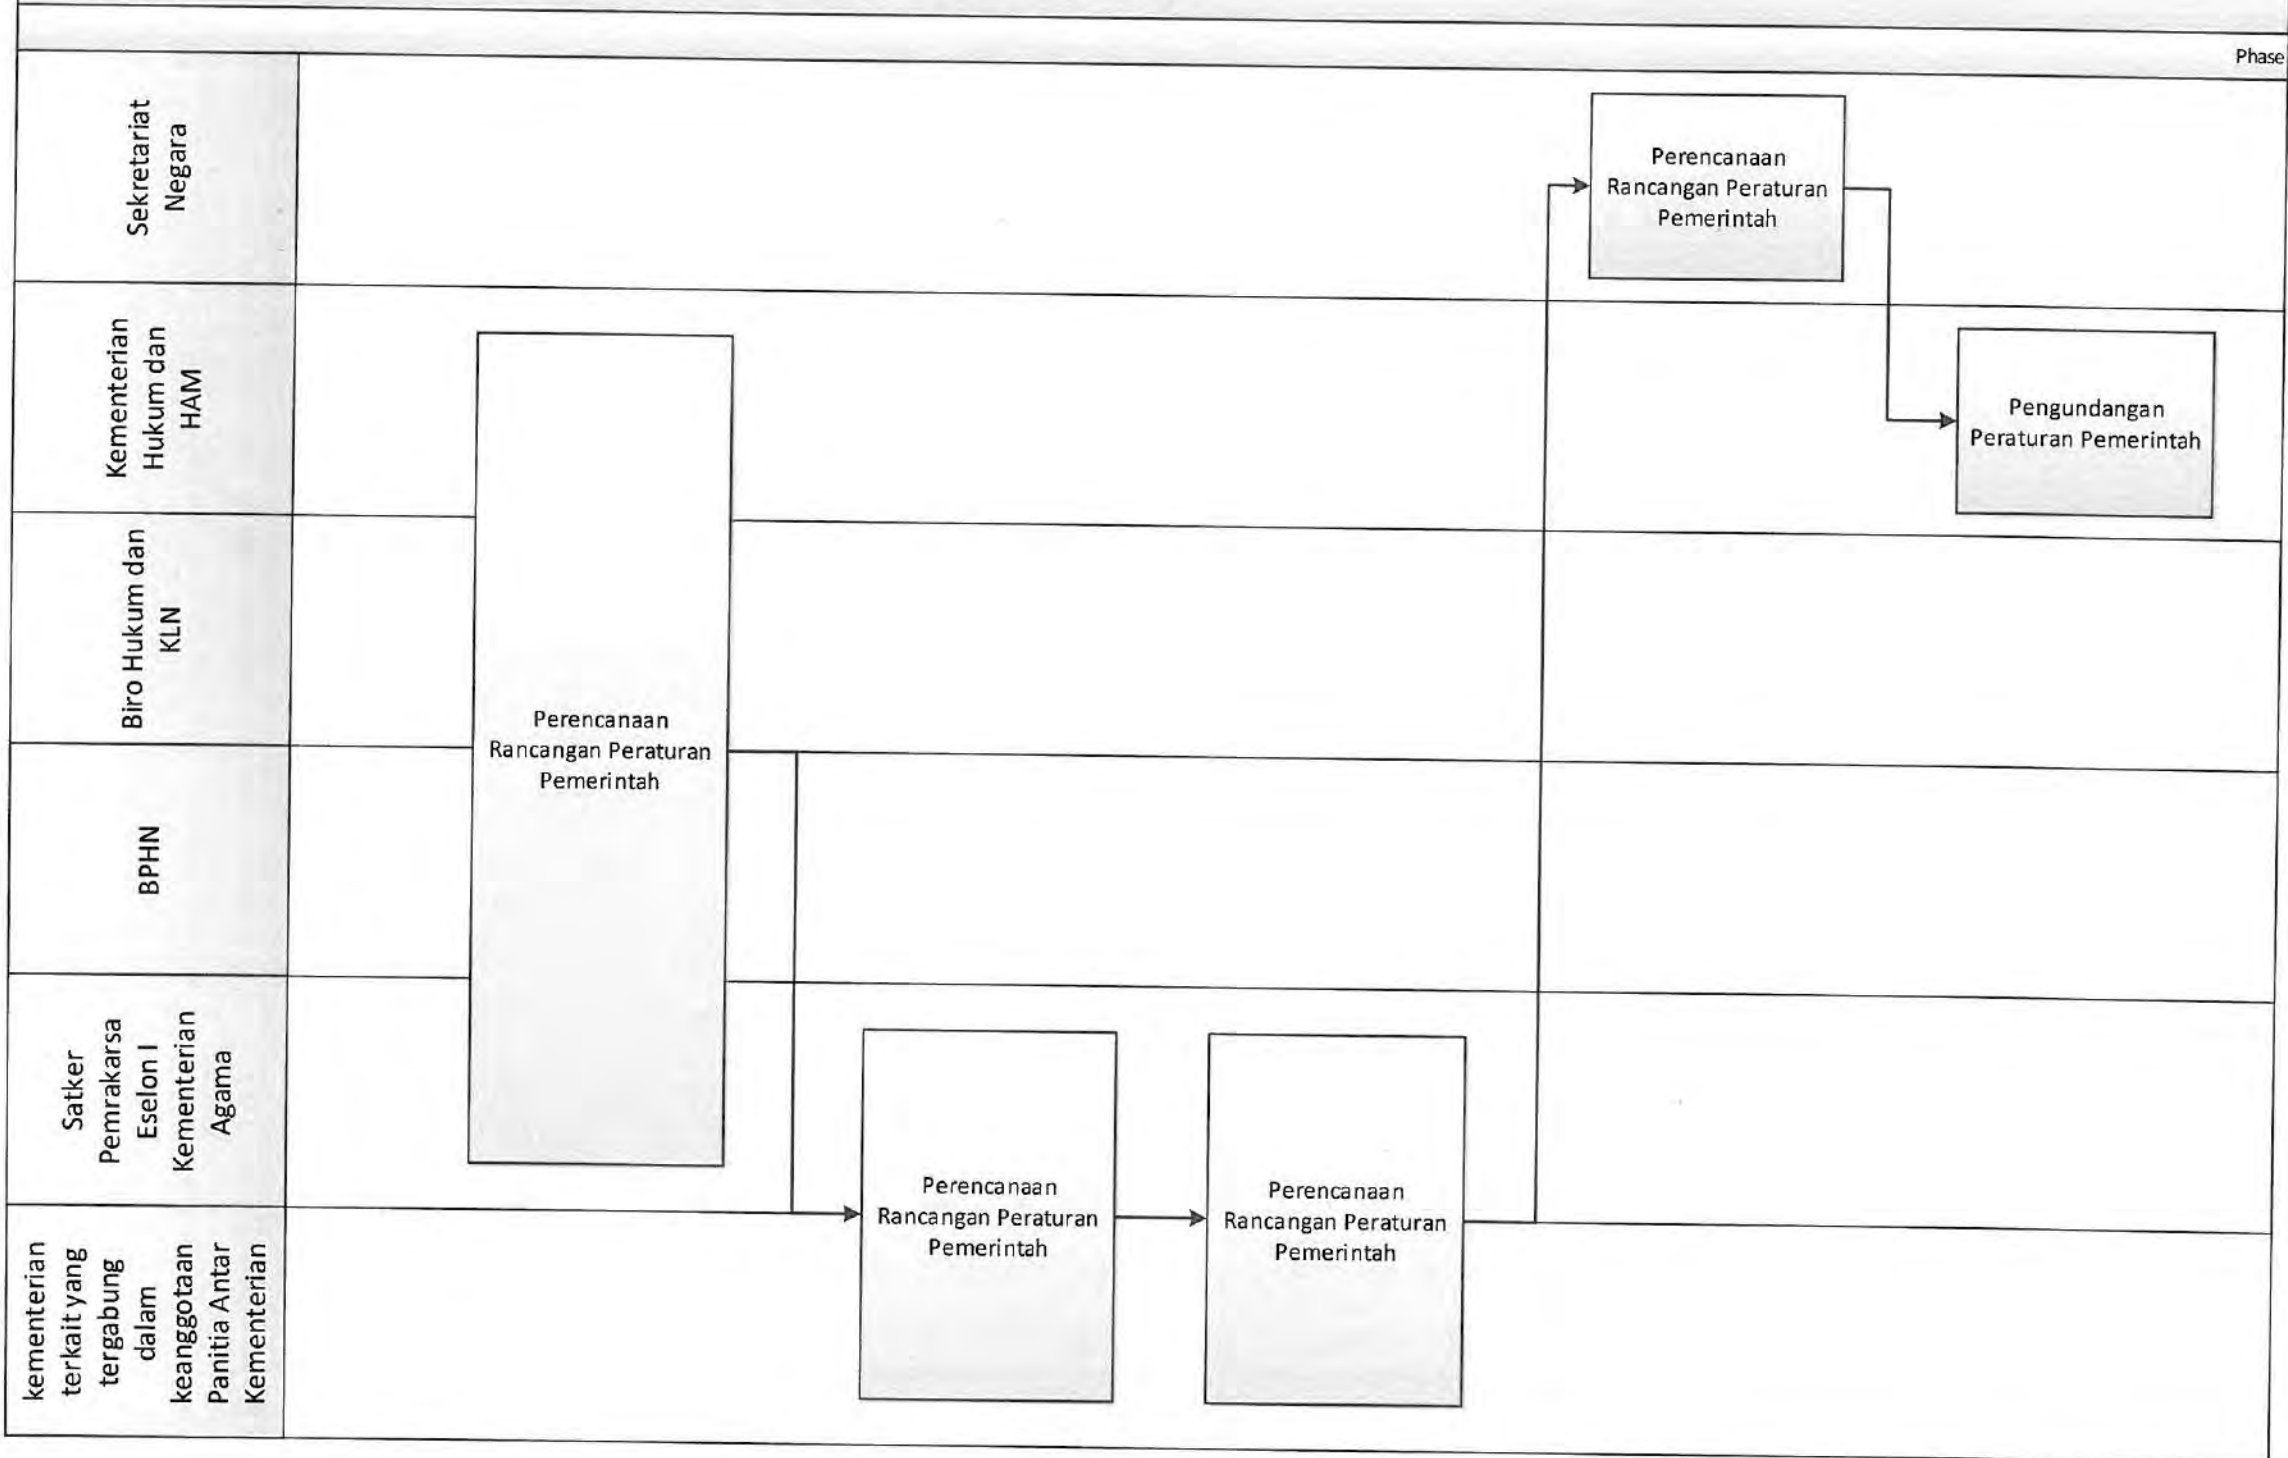 Phase
Sekretariat
Negara
Perencanaan
Rancangan Peraturan
Pemerintah
Kementerian
Hukum dan
HAM
Pengundangan
Peraturan Pemerintah
Biro Hukum dan
KLN
Perencanaan
Rancangan Peraturan
Pemerintah
BPHN
Satker
Pemrakarsa
Eselon I
Kementerian
Agama
Perencanaan
Rancangan Peraturan
Pemerintah
Perencanaan
Rancangan Peraturan
Pemerintah
kementerian
terkait yang
tergabung
dalam
keanggotaan
Panitia Antar
Kementerian